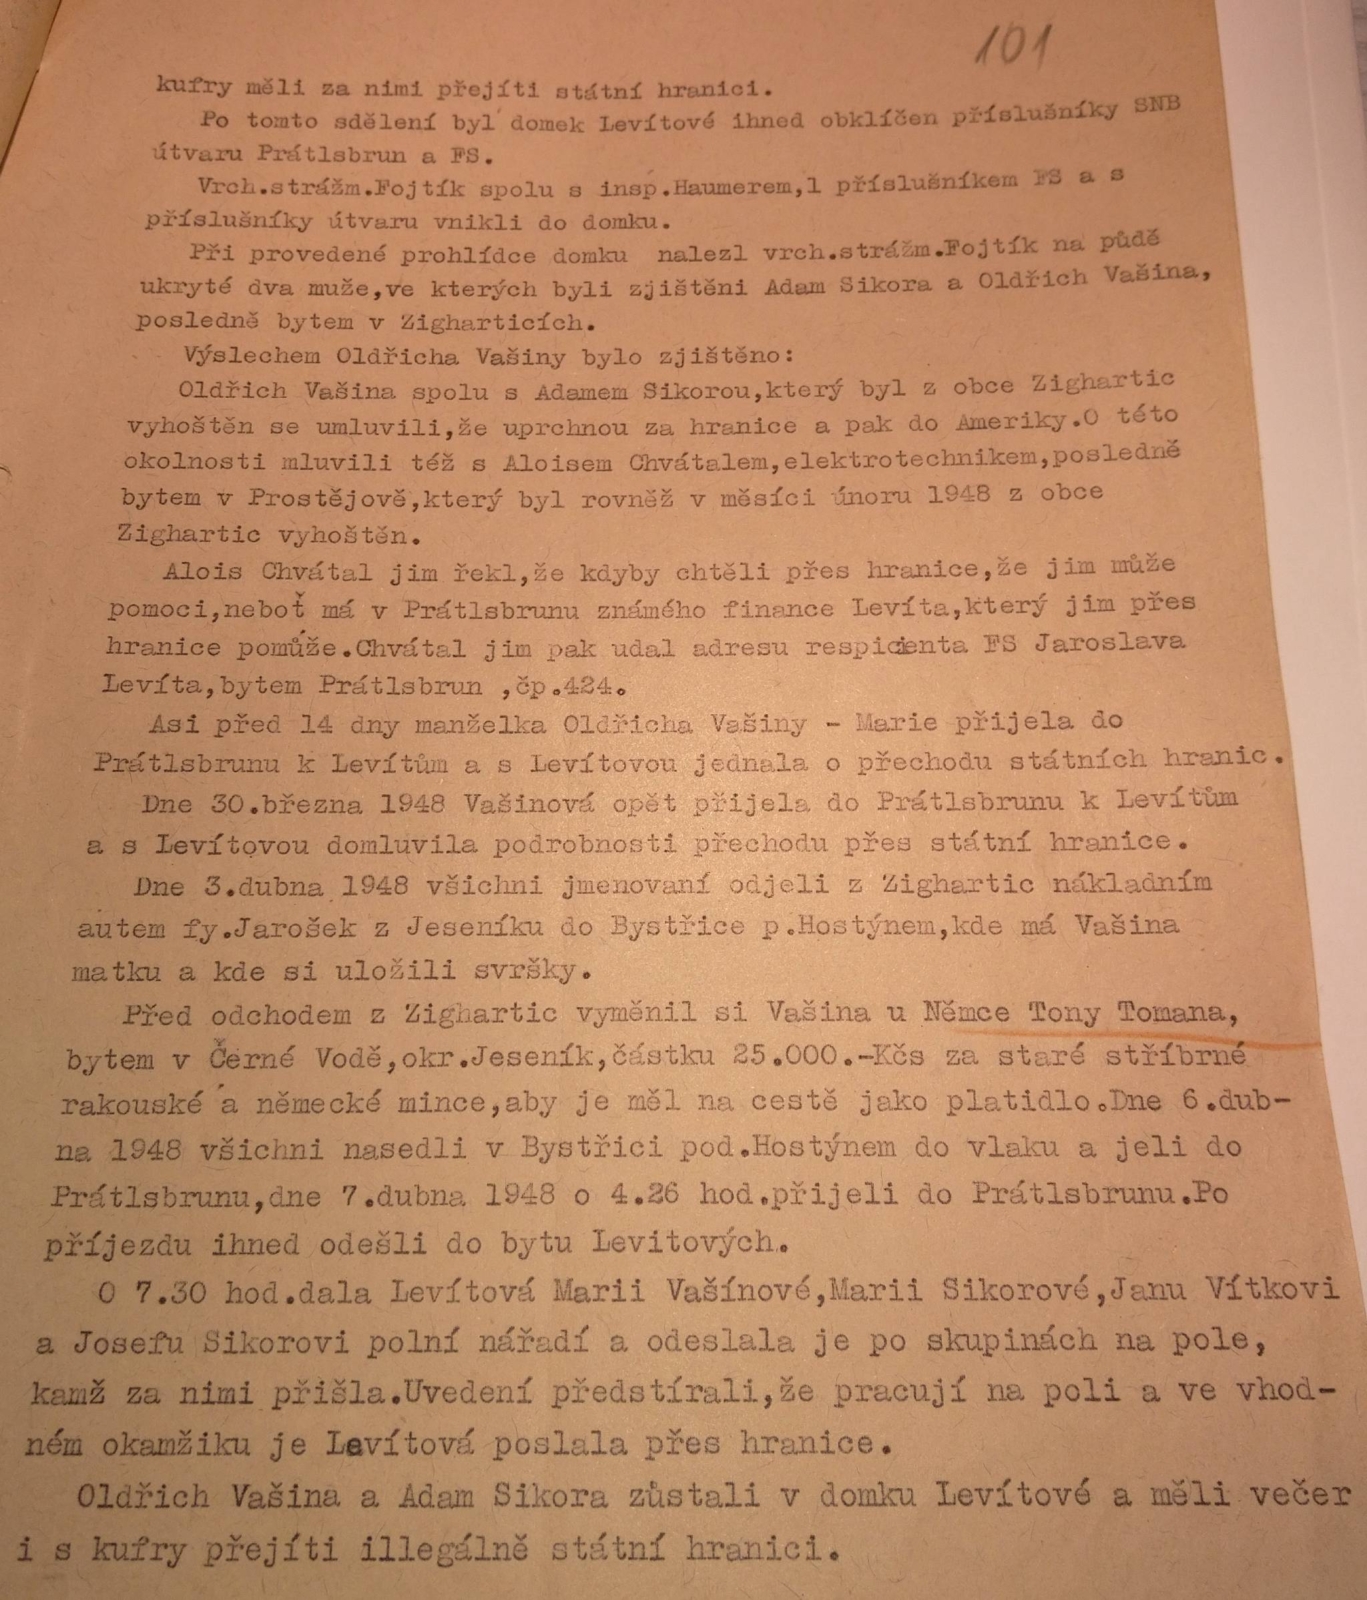 101
kufry měli za nimi přejíti státní hranici.
Po tomto sdělení byl domek Levítové ihned obklíčen příslušníky SNB
útvaru Prátlsbrun a FS.
Vrch.strážm.Fojtík spolu s insp.Haumerem,1 příslušníkem FS a s
příslušníky útvaru vnikli do domku.
Při provedené prohlídce domku nalezl vrch.strážm.Fojtík na půdě
ukryté dva muže,ve kterých byli zjištěni Adam Sikora a Oldřich Vašina,
posledně bytem v Zigharticích.
Výslechem Oldřicha Vašiny bylo zjištěno:
Oldřich Vašina spolu s Adamem Sikorou,který byl z obce Zighartic
vyhoštěn se umluvili,že uprchnou za hranice a pak do Ameriky.O této
okolnosti mluvili též s Aloisem Chvátalem,elektrotechnikem,posledně
bytem v Prostějově,který byl rovněž v měsíci únoru 1948 z obce
Zighartic vyhoštěn.
Alois Chvátal jim řekl,že kdyby chtěli přes hranice,že jim může
pomoci,neboť má v Prátlsbrunu známého finance Levíta,který jim přes
hranice pomůže.Chvátal jim pak udal adresu respicienta FS Jaroslava
Levíta,bytem Prátlsbrun ,čp.424.
Asi před 14 dny manželka Oldřicha Vašiny - Marie přijela do
Prátlsbrunu k Levítům a s Levítovou jednala o přechodu státních hranic.
Dne 30.března 1948 Vašinová opět přijela do Prátlsbrunu k Levítům
a s Levítovou domluvila podrobnosti přechodu přes státní hranice.
Dne 3.dubna 1948 všichni jmenovaní odjeli z Zighartic nákladním
autem fy.Jarošek z Jeseníku do Bystřice p.Hostýnem,kde má Vašina
matku a kde si uložili svršky.
Před odchodem z Zighartic vyměnil si Vašina u Němce Tony Tomana,
bytem v Černé Vodě,okr.Jeseník,částku 25.000.-Kčs za staré stříbrné
rakouské a německé mince,aby je měl na cestě jako platidlo.Dne 6.dub-
na 1948 všichni nasedli v Bystřici pod.Hostýnem do vlaku a jeli do
Prátlsbrunu,dne 7.dubna 1948 o 4.26 hod.přijeli do Prátlsbrunu.Po
příjezdu ihned odešli do bytu Levitových.
O 7.30 hod.dala Levítová Marii Vašínové,Marii Sikorové,Janu Vítkovi
a Josefu Sikorovi polní nářadí a odeslala je po skupinách na pole,
kamž za nimi přišla.Uvedení předstírali,že pracují na poli a ve vhod-
ném okamžiku je Levítová poslala přes hranice.
Oldřich Vašina a Adam Sikora zůstali v domku Levítové a měli večer
i s kufry přejíti illegálně státní hranici.